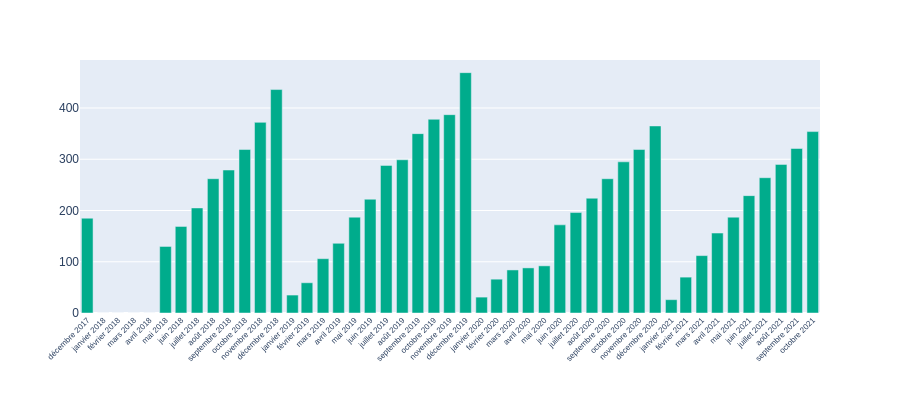 400
300
200
100
0
décembre 2017
janvier 2018
février 2018
mars 2018
avril 2018
mai 2018
juin 2018
juillet 2018
août 2018
septembre 2018
octobre 2018
novembre 2018
décembre 2018
janvier 2019
février 2019
mars 2019
avril 2019
mai 2019
juin 2019
juillet 2019
août 2019
septembre 2019
octobre 2019
novembre 2019
décembre 2019
janvier 2020
février 2020
mars 2020
avril 2020
mai 2020
juin 2020
juillet 2020
août 2020
septembre 2020
octobre 2020
novembre 2020
décembre 2020
janvier 2021
février 2021
mars 2021
avril 2021
mai 2021
juin 2021
juillet 2021
août 2021
septembre 2021
octobre 2021